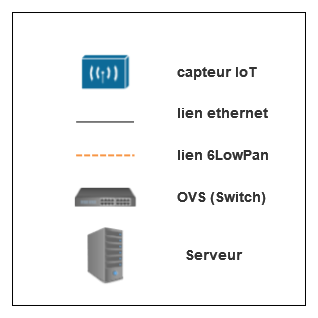 capteur IoT
lien ethernet
lien 6LowPan
OVS (Switch)
Serveur